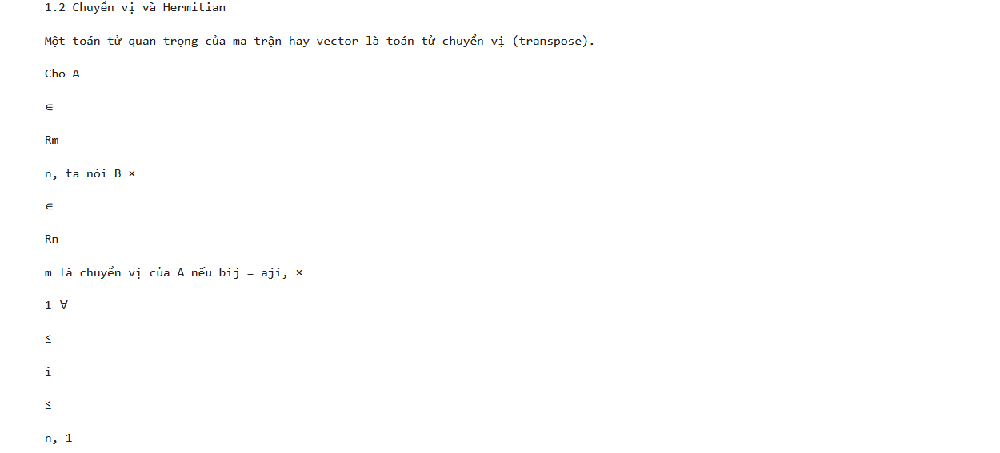 1.2 Chuyển vị và Hermitian
Một toán tử quan trọng của ma trận hay vector là toán tử chuyển vị (transpose).
Cho A
∈
Rm
n, ta nói B ×
∈
Rn
m là chuyển vị của A nếu bij = aji, ×
1 ∀
≤
i
≤
n, 1